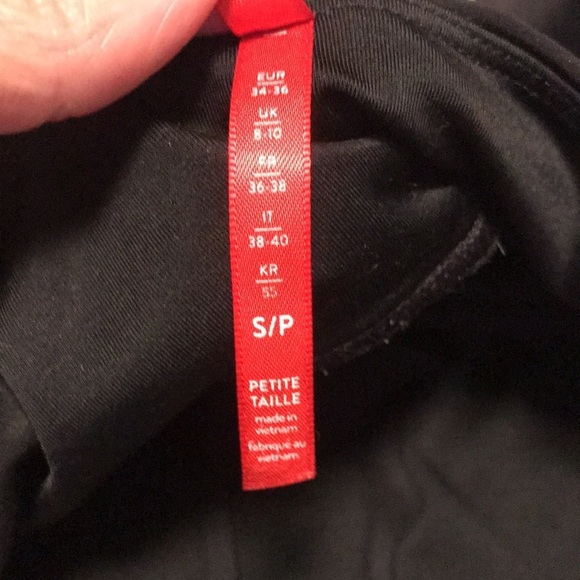 EUR
34-36
UK
8-10
FR
36-38
IT
38-40
KR
55
S/P
PETITE
TAILLE
made in
vietnam
fabriqué au
vietnam